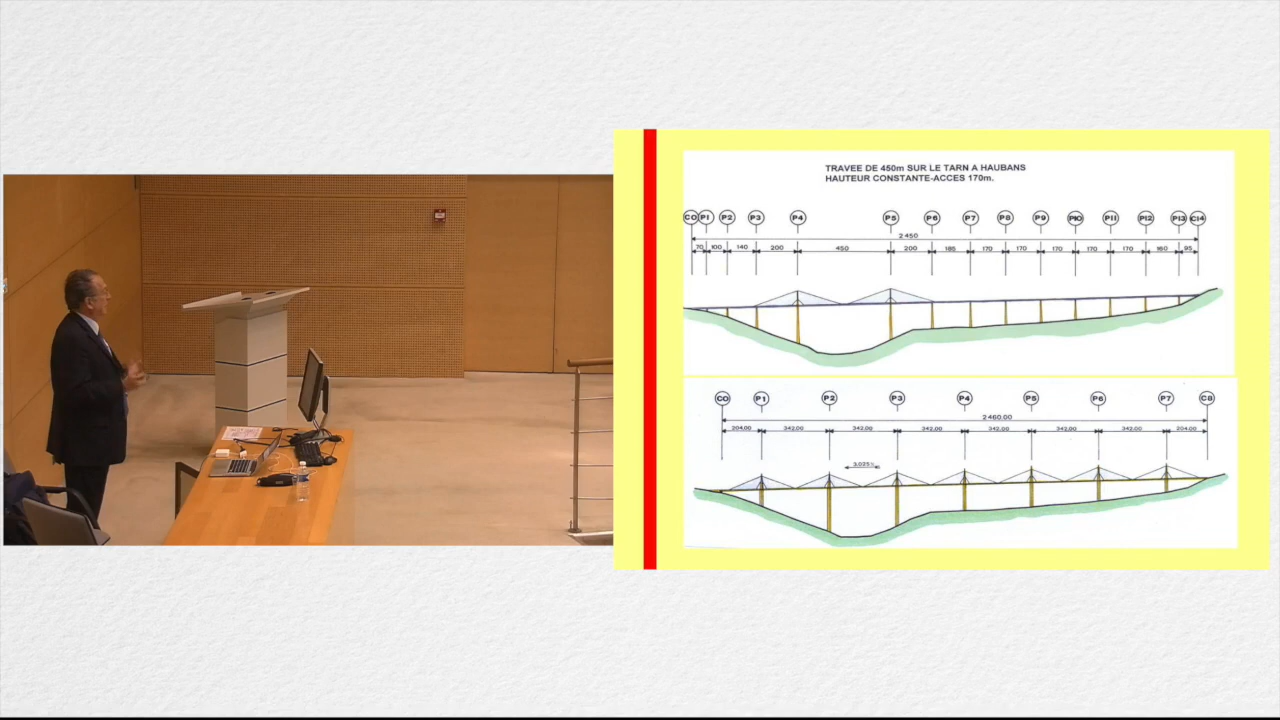 TRAVEE DE 450m SUR LE TARN A HAUBANS
HAUTEUR CONSTANTE-ACCES 170m.
C0 P1 P2 P3 P4 P5 P6 P7 P8 P9 P10 P11 P12 P13 C14
2 450
70 100 140 200 450 200 185 170 170 170 170 170 160 95
C0 P1 P2 P3 P4 P5 P6 P7 C8
2 460.00
204.00 342.00 342.00 342.00 342.00 342.00 342.00 204.00
3,025%